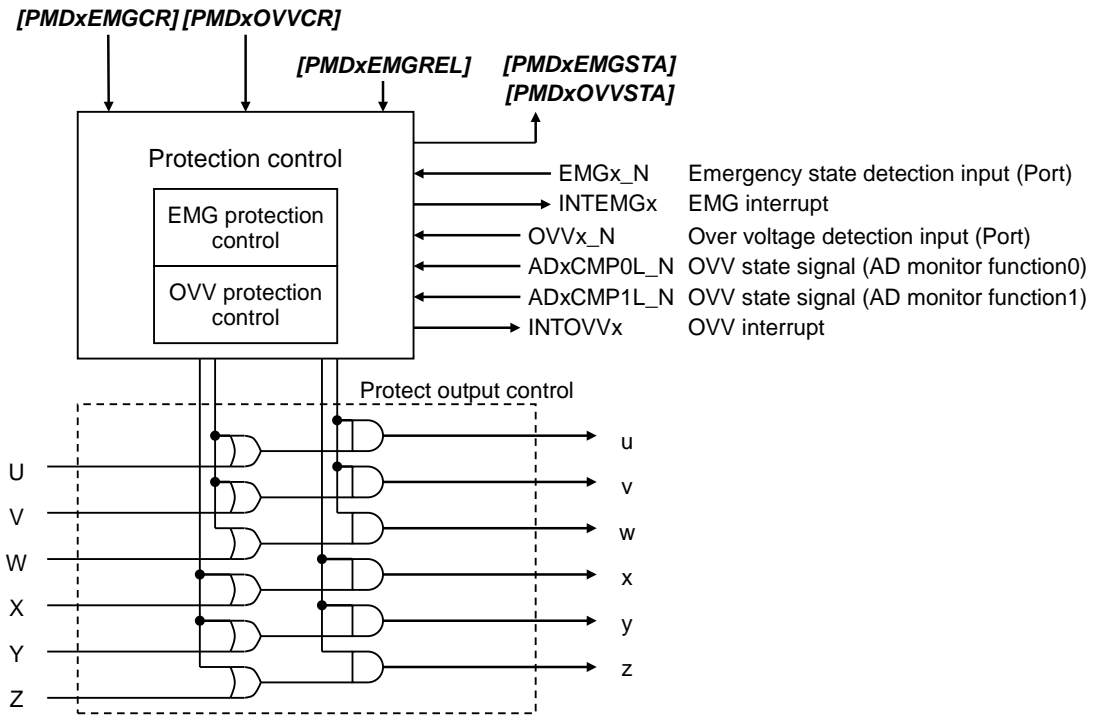 [PMDxEMGCR] [PMDxOVVCR]
[PMDxEMGREL]
[PMDxEMGSTA]
[PMDxOVVSTA]
Protection control
EMG protection
control
OVV protection
control
EMGx_N Emergency state detection input (Port)
INTEMGx EMG interrupt
OVVx_N Over voltage detection input (Port)
ADxCMP0L_N OVV state signal (AD monitor function0)
ADxCMP1L_N OVV state signal (AD monitor function1)
INTOVVx OVV interrupt
Protect output control
U
V
W
X
Y
Z
u
v
w
x
y
z